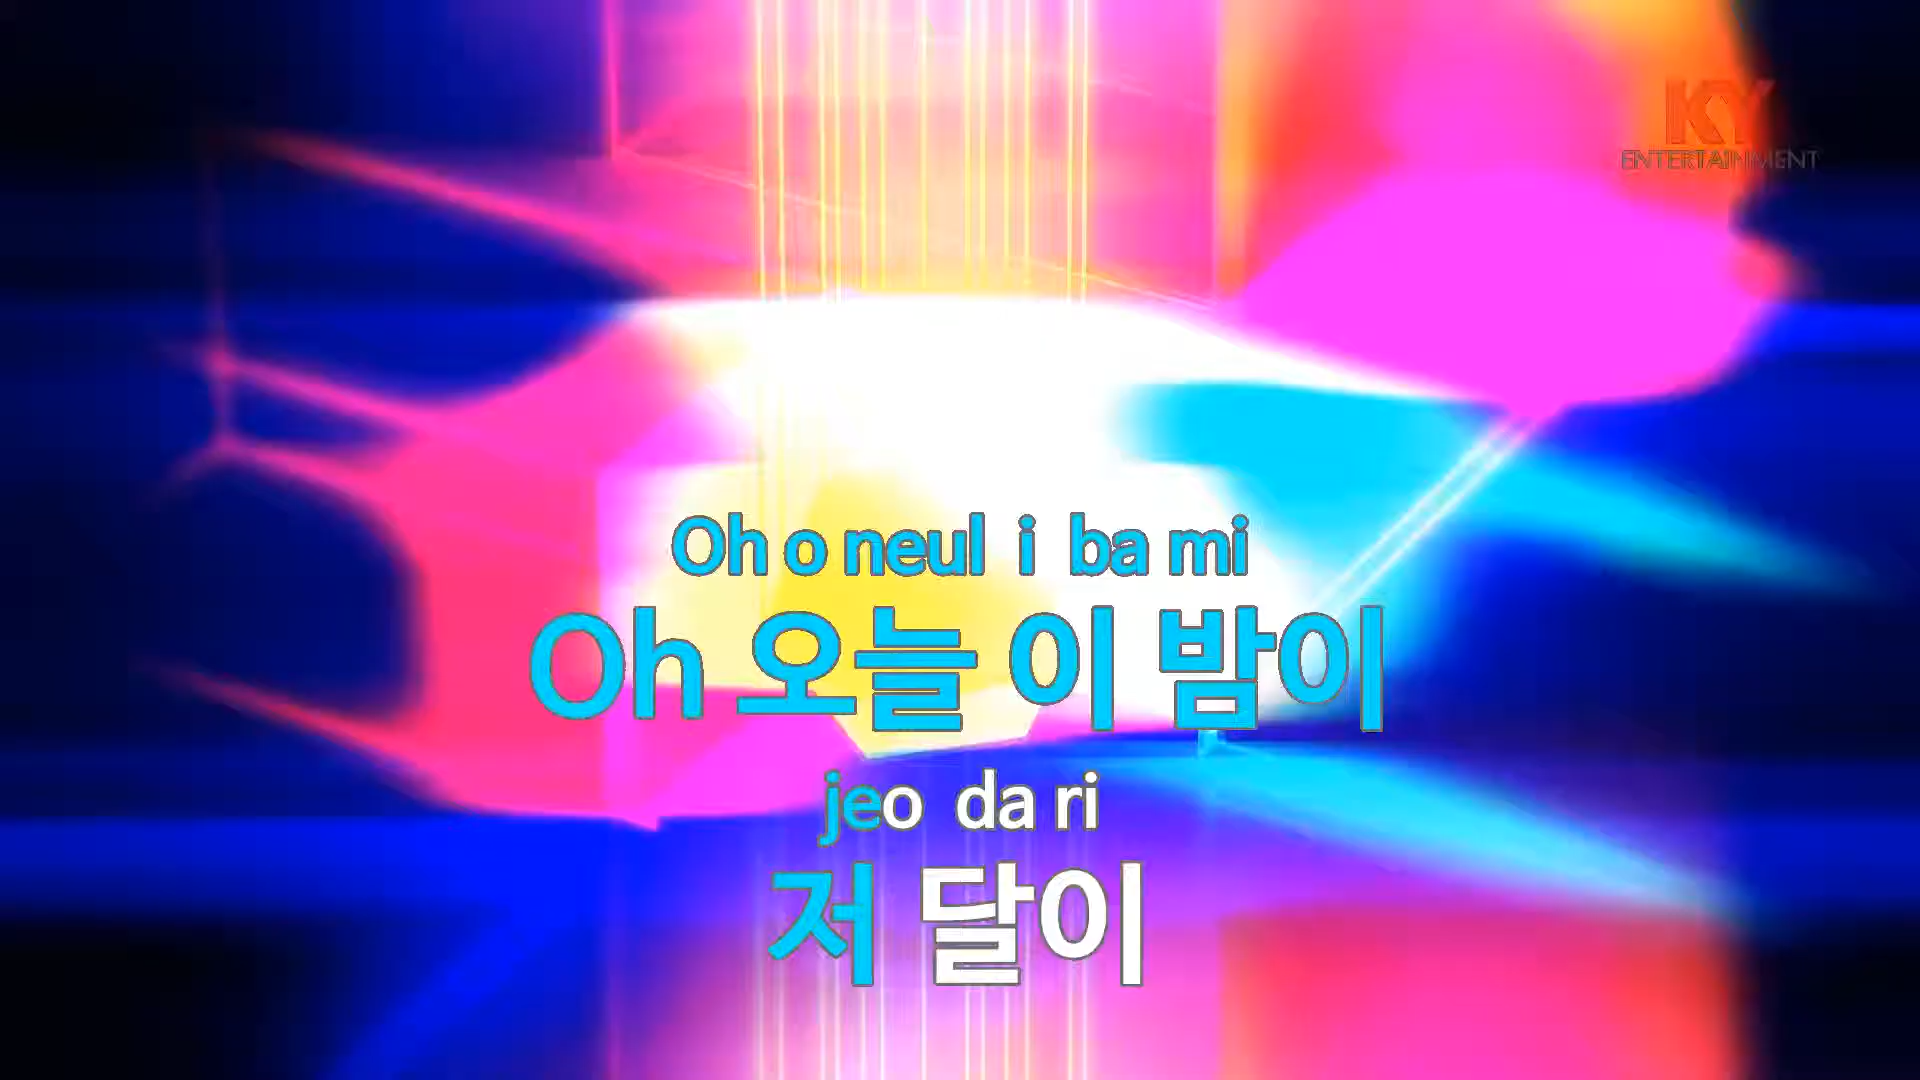 KY
ENTERTAINMENT
Oh o neul i ba mi
Oh 오늘 이 밤이
jeo da ri
저 달이